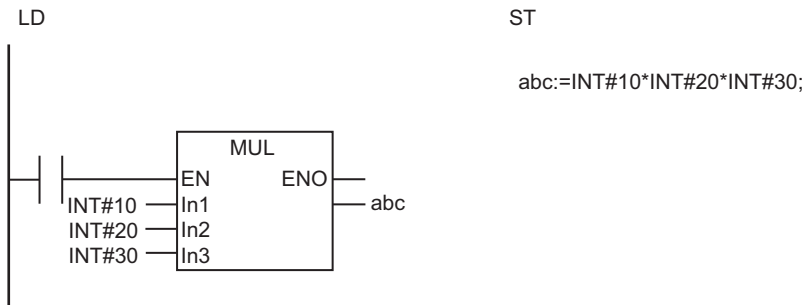 LD
ST
abc:=INT#10*INT#20*INT#30;
MUL
EN ENO
INT#10 In1 abc
INT#20 In2
INT#30 In3